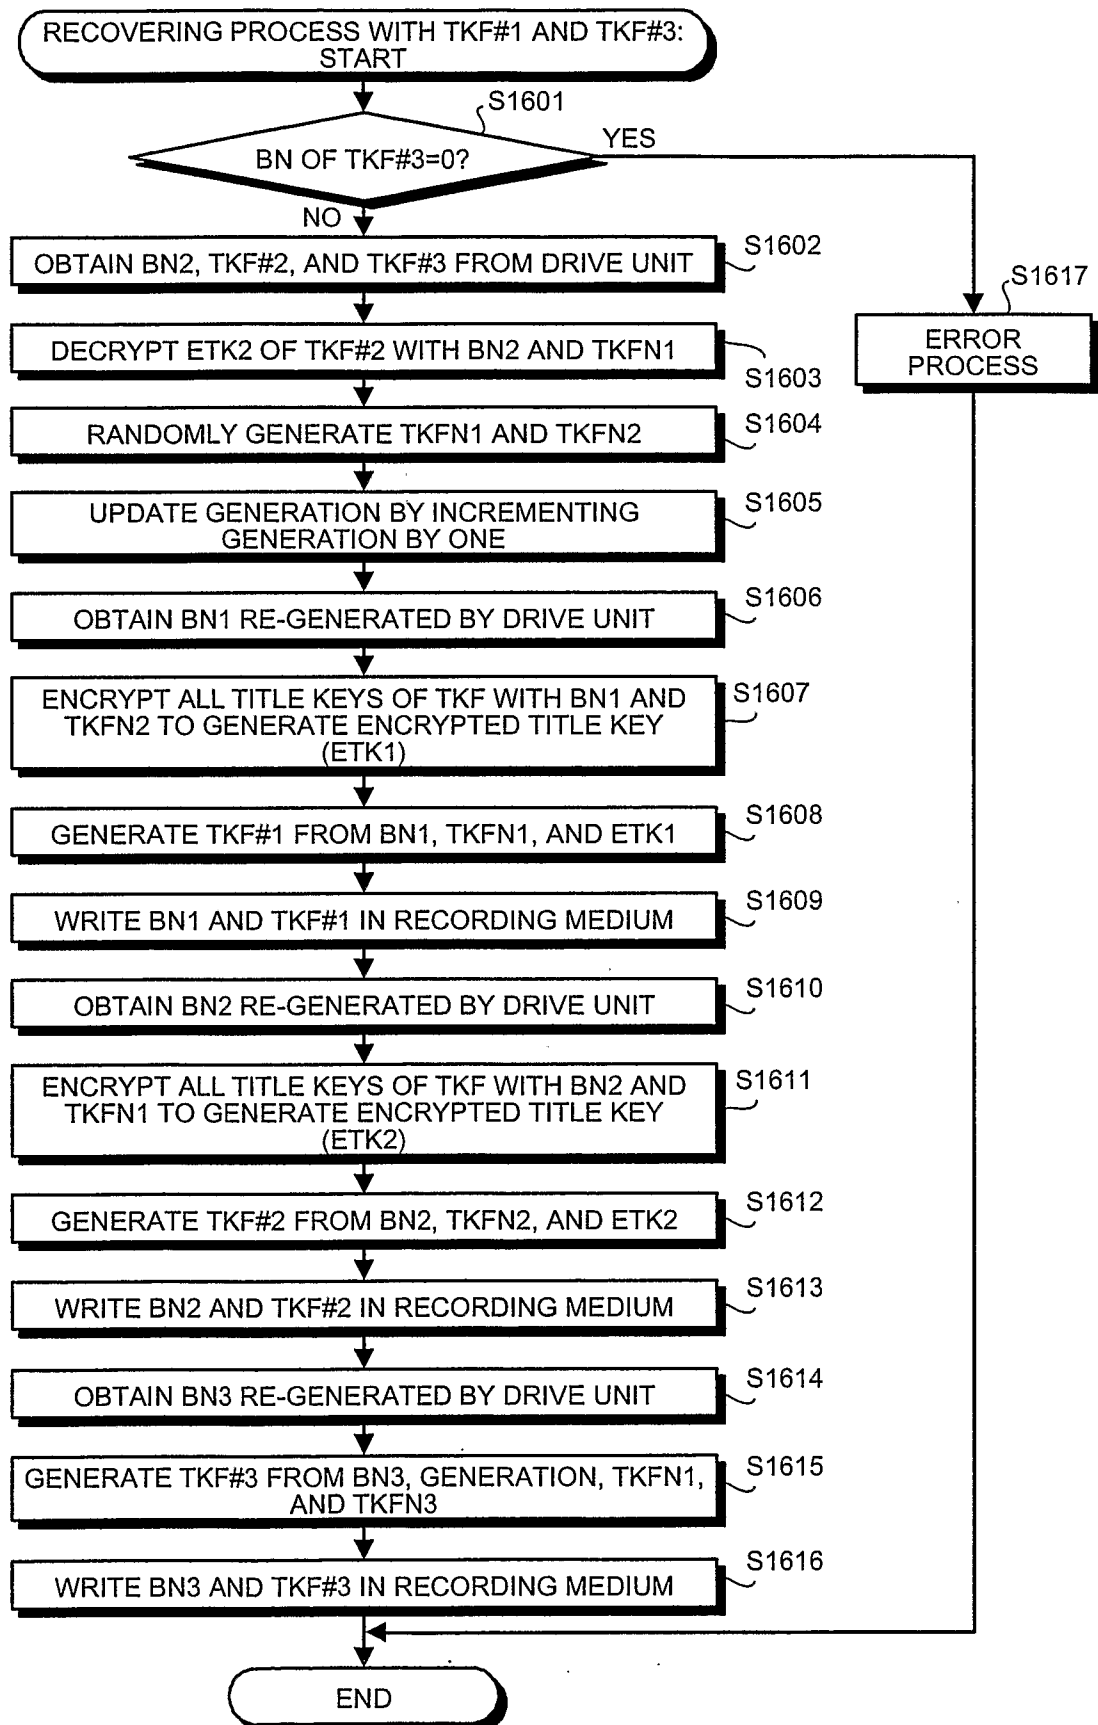 RECOVERING PROCESS WITH TKF#1 AND TKF#3:
START
S1601
BN OF TKF#3=0?
YES
NO
OBTAIN BN2, TKF#2, AND TKF#3 FROM DRIVE UNIT
S1602
S1617
ERROR
PROCESS
DECRYPT ETK2 OF TKF#2 WITH BN2 AND TKFN1
S1603
RANDOMLY GENERATE TKFN1 AND TKFN2
S1604
UPDATE GENERATION BY INCREMENTING
GENERATION BY ONE
S1605
OBTAIN BN1 RE-GENERATED BY DRIVE UNIT
S1606
ENCRYPT ALL TITLE KEYS OF TKF WITH BN1 AND
TKFN2 TO GENERATE ENCRYPTED TITLE KEY
(ETK1)
S1607
GENERATE TKF#1 FROM BN1, TKFN1, AND ETK1
S1608
WRITE BN1 AND TKF#1 IN RECORDING MEDIUM
S1609
OBTAIN BN2 RE-GENERATED BY DRIVE UNIT
S1610
ENCRYPT ALL TITLE KEYS OF TKF WITH BN2 AND
TKFN1 TO GENERATE ENCRYPTED TITLE KEY
(ETK2)
S1611
GENERATE TKF#2 FROM BN2, TKFN2, AND ETK2
S1612
WRITE BN2 AND TKF#2 IN RECORDING MEDIUM
S1613
OBTAIN BN3 RE-GENERATED BY DRIVE UNIT
S1614
GENERATE TKF#3 FROM BN3, GENERATION, TKFN1,
AND TKFN3
S1615
WRITE BN3 AND TKF#3 IN RECORDING MEDIUM
S1616
END